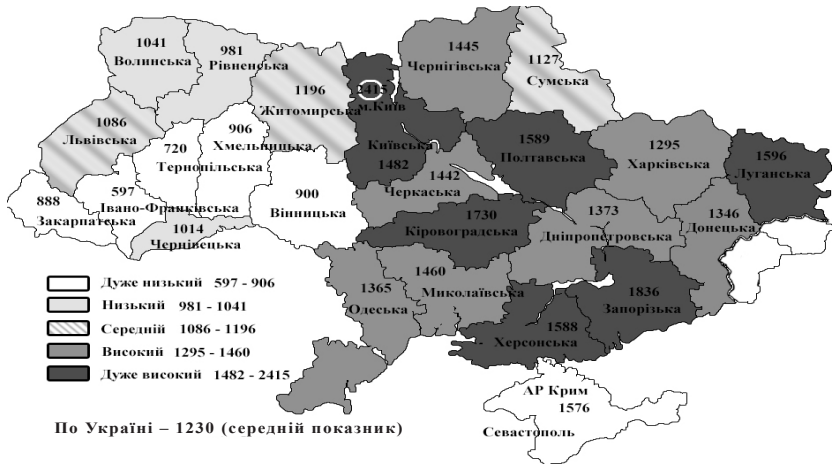 1041
Волинська
981
Рівненська
1196
Житомирська
2415
м.Київ
Київська
1482
1445
Чернігівська
1127
Сумська
1086
Львівська
720
Тернопільська
906
Хмельницька
1589
Полтавська
1295
Харківська
1596
Луганська
888
Закарпатська
597
Івано-Франківська
1014
Чернівецька
900
Вінницька
1442
Черкаська
1730
Кіровоградська
1373
Дніпропетровська
1346
Донецька
1365
Одеська
1460
Миколаївська
1588
Херсонська
1836
Запорізька
АР Крим
1576
Севастополь
Дуже низький 597 - 906
Низький 981 - 1041
Середній 1086 - 1196
Високий 1295 - 1460
Дуже високий 1482 - 2415
По Україні – 1230 (середній показник)